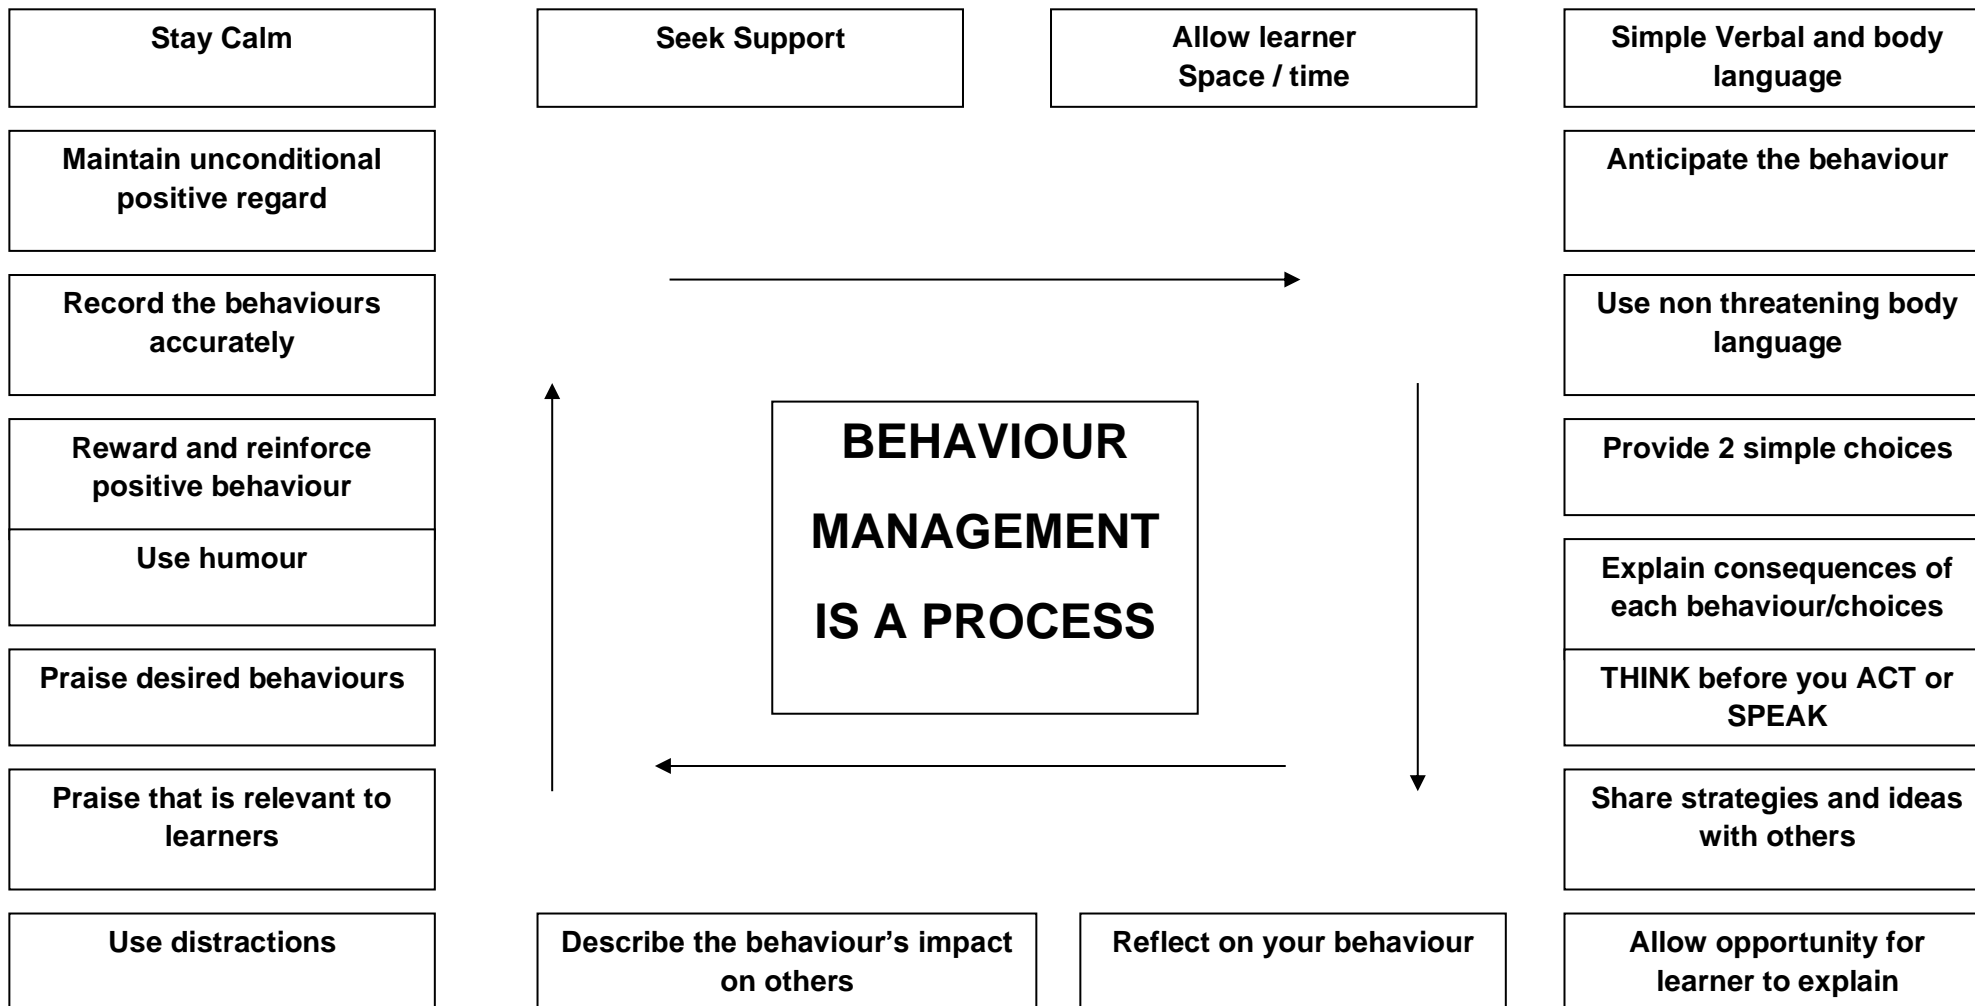 Stay Calm
Seek Support
Allow learner
Space / time
Simple Verbal and body
language
Maintain unconditional
positive regard
Anticipate the behaviour
Record the behaviours
accurately
Use non threatening body
language
Reward and reinforce
positive behaviour
Provide 2 simple choices
Use humour
Explain consequences of
each behaviour/choices
Praise desired behaviours
THINK before you ACT or
SPEAK
Praise that is relevant to
learners
Share strategies and ideas
with others
BEHAVIOUR
MANAGEMENT
IS A PROCESS
Use distractions
Describe the behaviour’s impact
on others
Reflect on your behaviour
Allow opportunity for
learner to explain